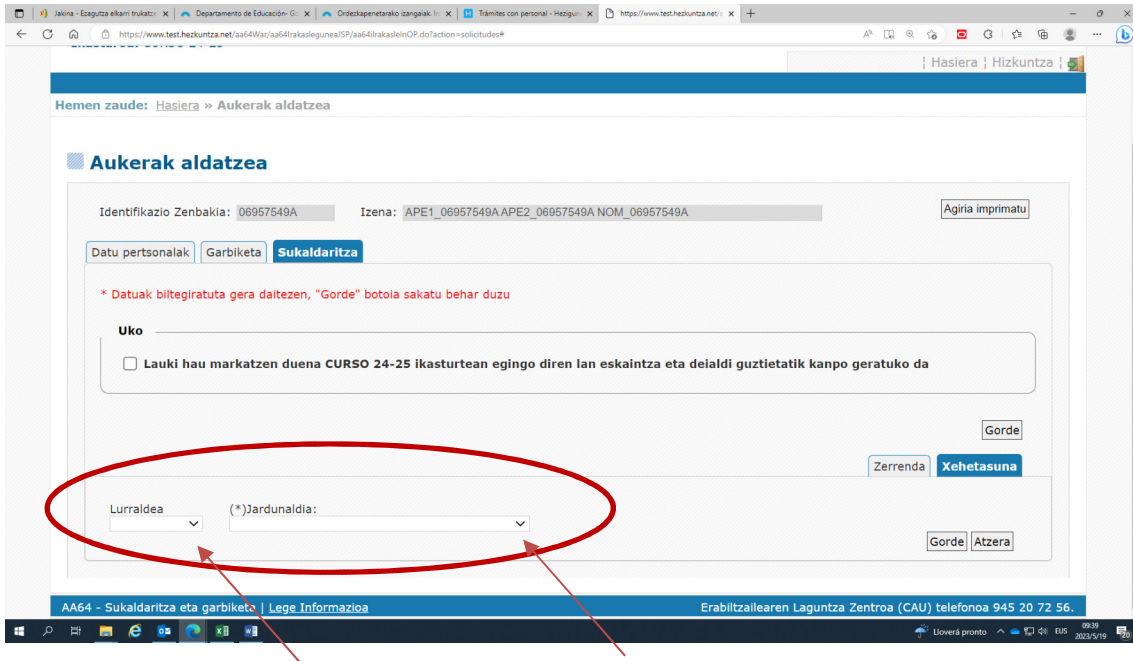 Jakina - Ezagutza elkarri trukatze
Departamento de Educación- Go
Ordezkapenetarako izangaiak. In
Trámites con personal - Hezigune
https://www.test.hezkuntza.net/a
https://www.test.hezkuntza.net/aa64War/aa64Irakaslegunea/JSP/aa64iIrakasleInOP.do?action=solicitudes#
¦ Hasiera ¦ Hizkuntza ¦
Hemen zaude: Hasiera » Aukerak aldatzea
Aukerak aldatzea
Identifikazio Zenbakia: 06957549A Izena: APE1_06957549A APE2_06957549A NOM_06957549A Agiria imprimatu
Datu pertsonalak Garbiketa Sukaldaritza
* Datuak biltegiratuta gera daitezen, "Gorde" botoia sakatu behar duzu
Uko
Lauki hau markatzen duena CURSO 24-25 ikasturtean egingo diren lan eskaintza eta deialdi guztietatik kanpo geratuko da
Gorde
Zerrenda Xehetasuna
Lurraldea (*)Jardunaldia:
Gorde Atzera
AA64 - Sukaldaritza eta garbiketa | Lege Informazioa Erabiltzailearen Laguntza Zentroa (CAU) telefonoa 945 20 72 56.
Lloverá pronto EUS 09:39
2023/5/19 20